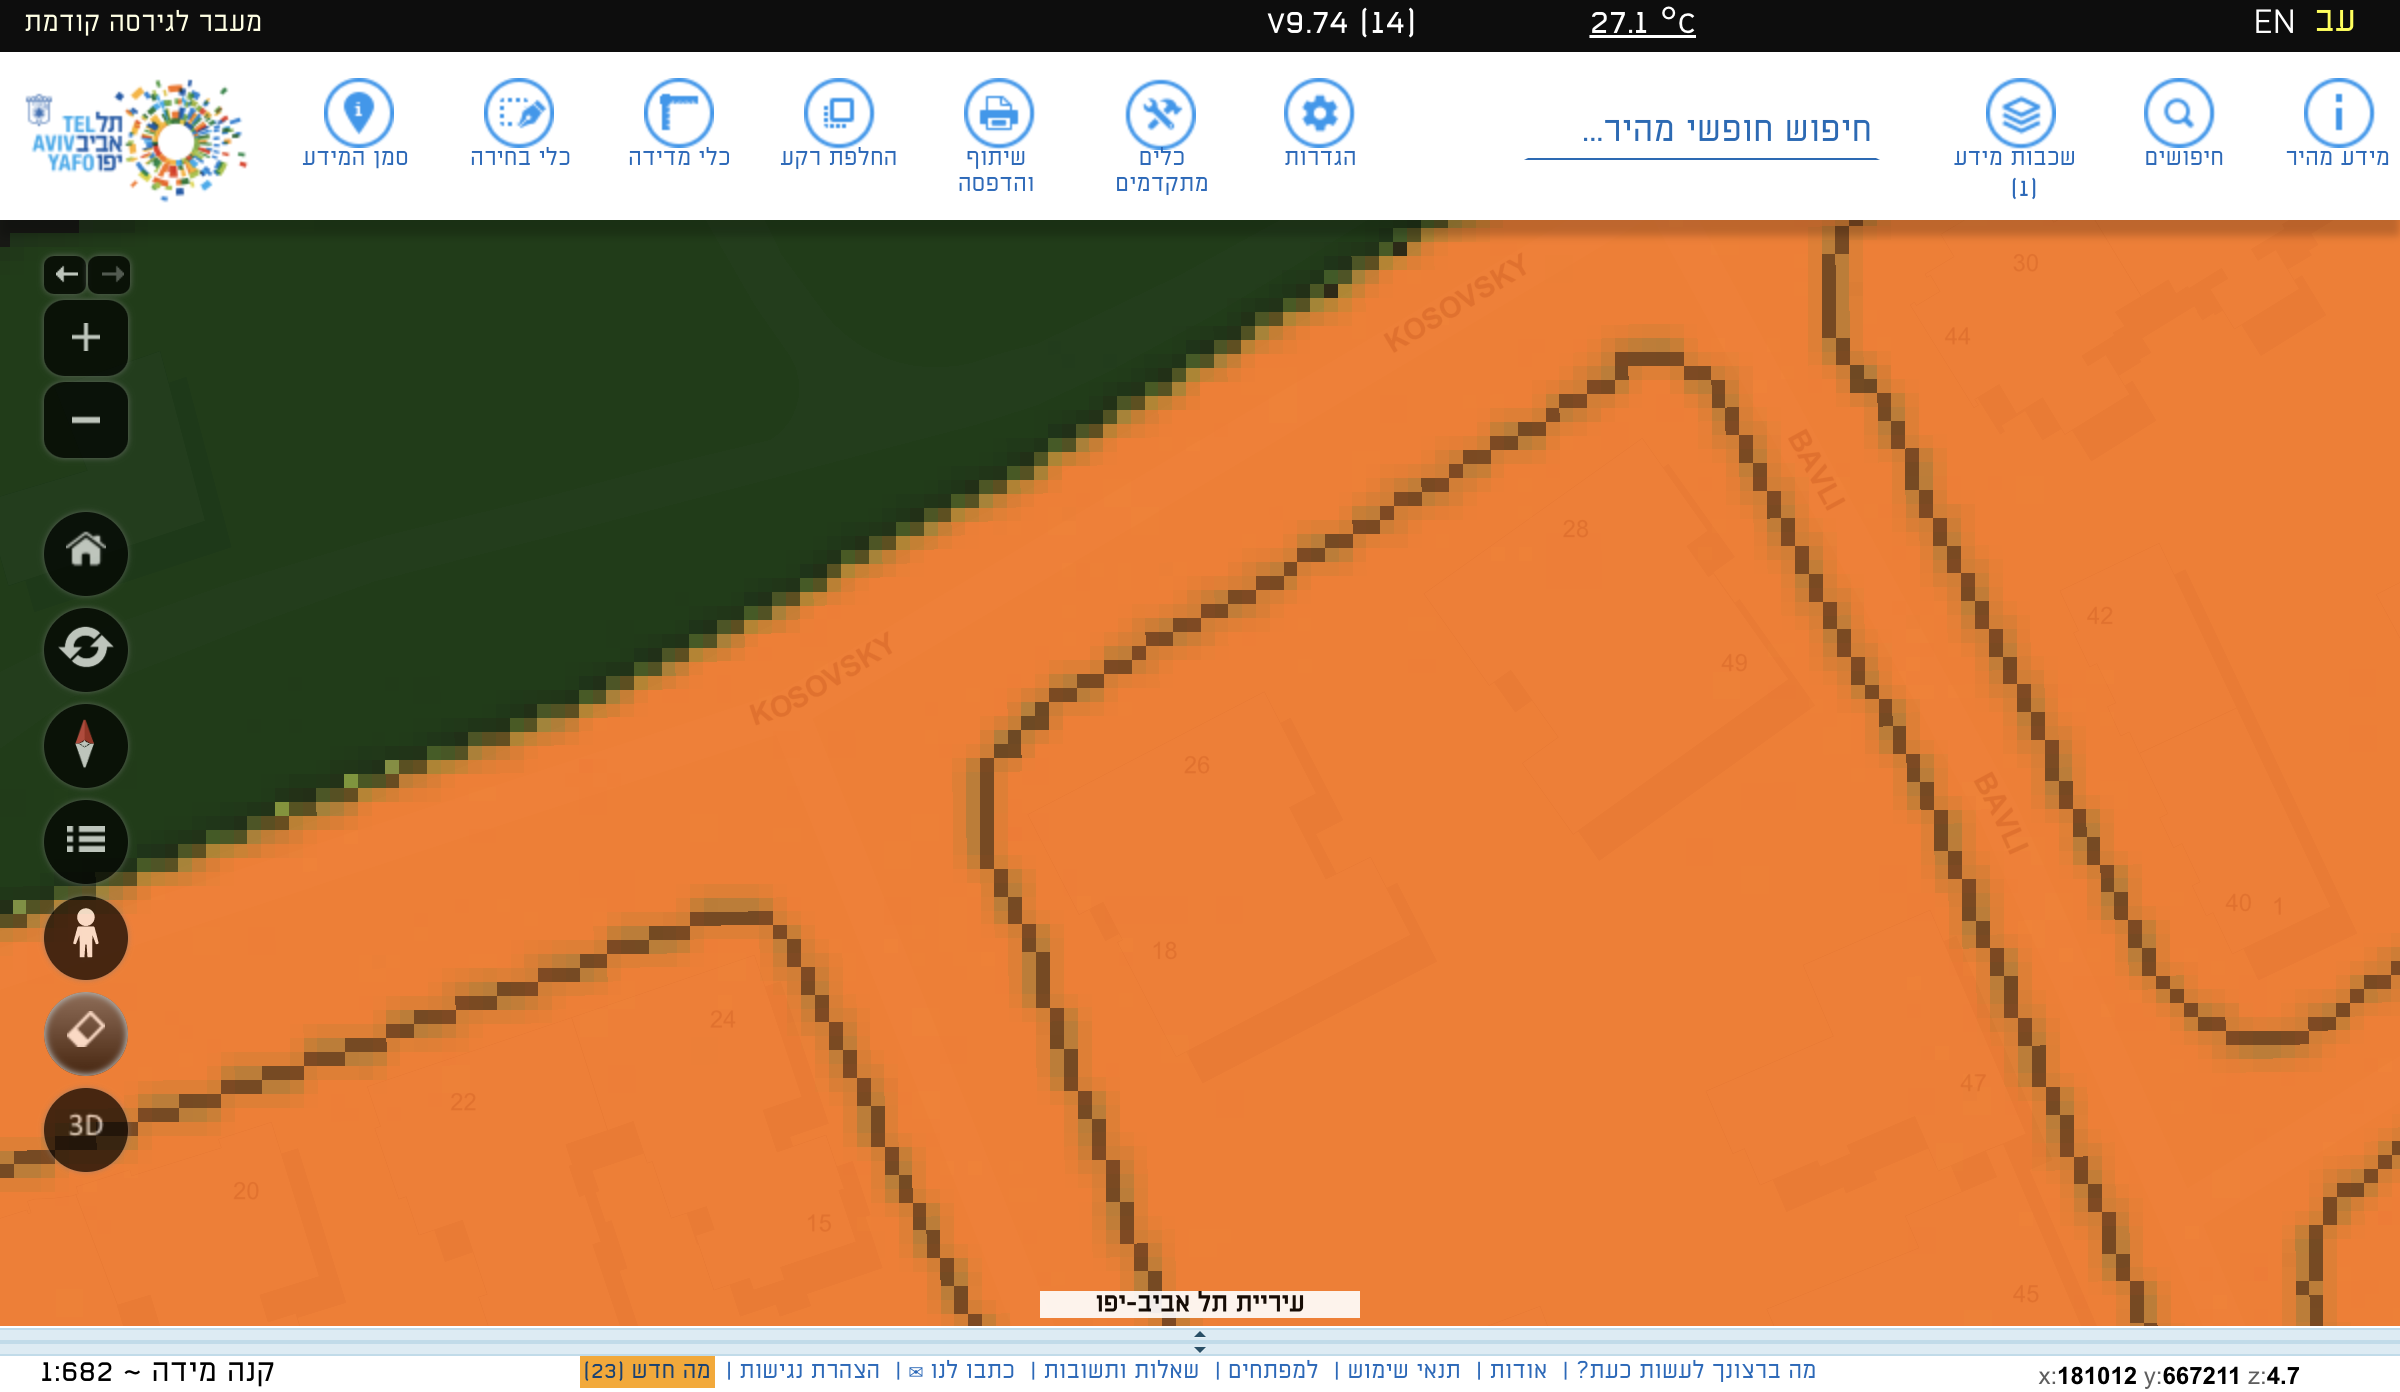 עב EN
27.1 °C
V9.74 (14)
מעבר לגירסה קודמת
מידע מהיר
חיפושים
שכבות מידע
(1)
חיפוש חופשי מהיר...
הגדרות
כלים
מתקדמים
שיתוף
והדפסה
החלפת רקע
כלי מדידה
כלי בחירה
סמן המידע
TEL תל
AVIV אביב
YAFO יפו
KOSOVSKY
30
44
BAVLI
28
42
49
KOSOVSKY
26
BAVLI
40 1
18
24
47
22
3D
20
15
45
עיריית תל אביב-יפו
מה ברצונך לעשות כעת? | אודות | תנאי שימוש | למפתחים | שאלות ותשובות | כתבו לנו ✉ | הצהרת נגישות | מה חדש (23)
קנה מידה ~ 1:682
x:181012 y:667211 z:4.7